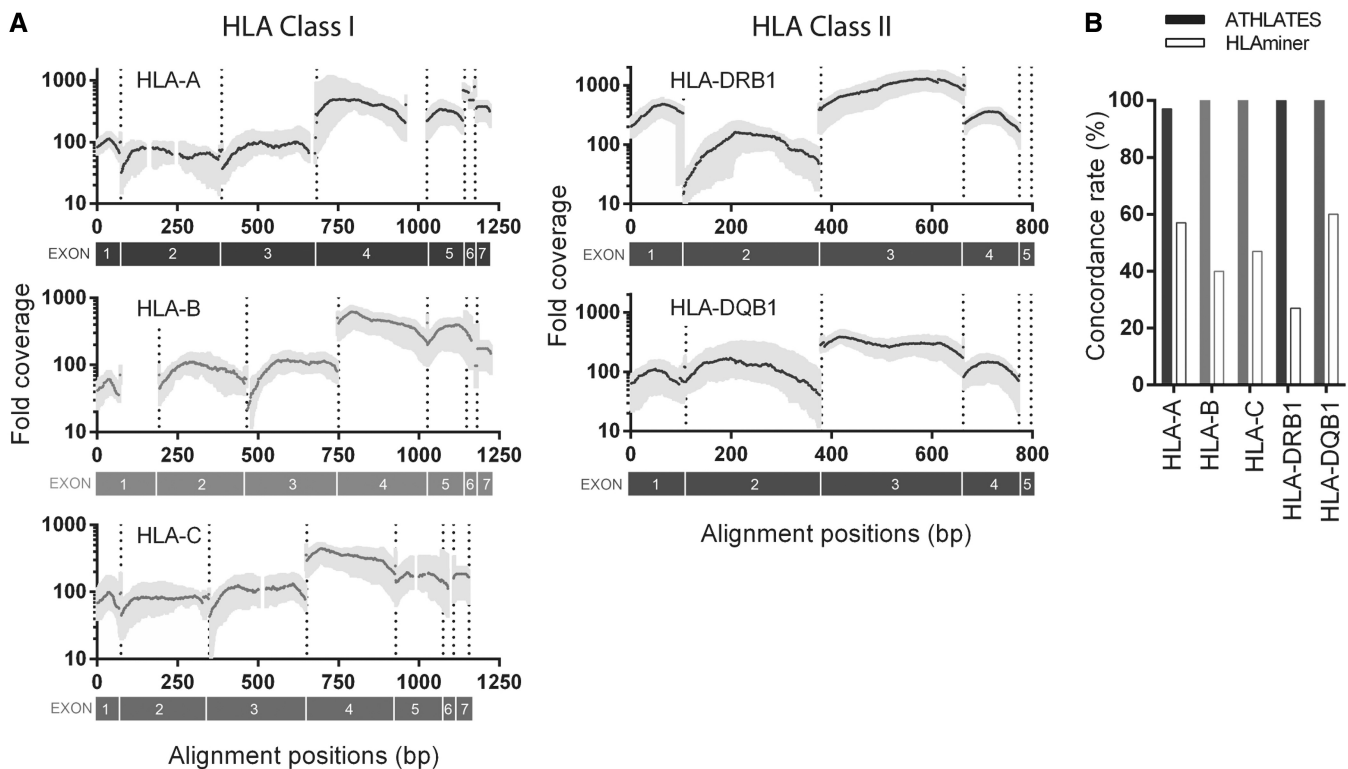 A
HLA Class I
HLA Class II
B
ATHLATES
HLAminer
Fold coverage
HLA-A
1000
100
10
0 250 500 750 1000 1250
EXON 1 2 3 4 5 6 7
HLA-B
1000
100
10
0 250 500 750 1000 1250
EXON 1 2 3 4 5 6 7
HLA-C
1000
100
10
0 250 500 750 1000 1250
EXON 1 2 3 4 5 6 7
Alignment positions (bp)
Fold coverage
HLA-DRB1
1000
100
10
0 200 400 600 800
EXON 1 2 3 4 5
HLA-DQB1
1000
100
10
0 200 400 600 800
EXON 1 2 3 4 5
Alignment positions (bp)
Concordance rate (%)
100
80
60
40
20
0
HLA-A
HLA-B
HLA-C
HLA-DRB1
HLA-DQB1